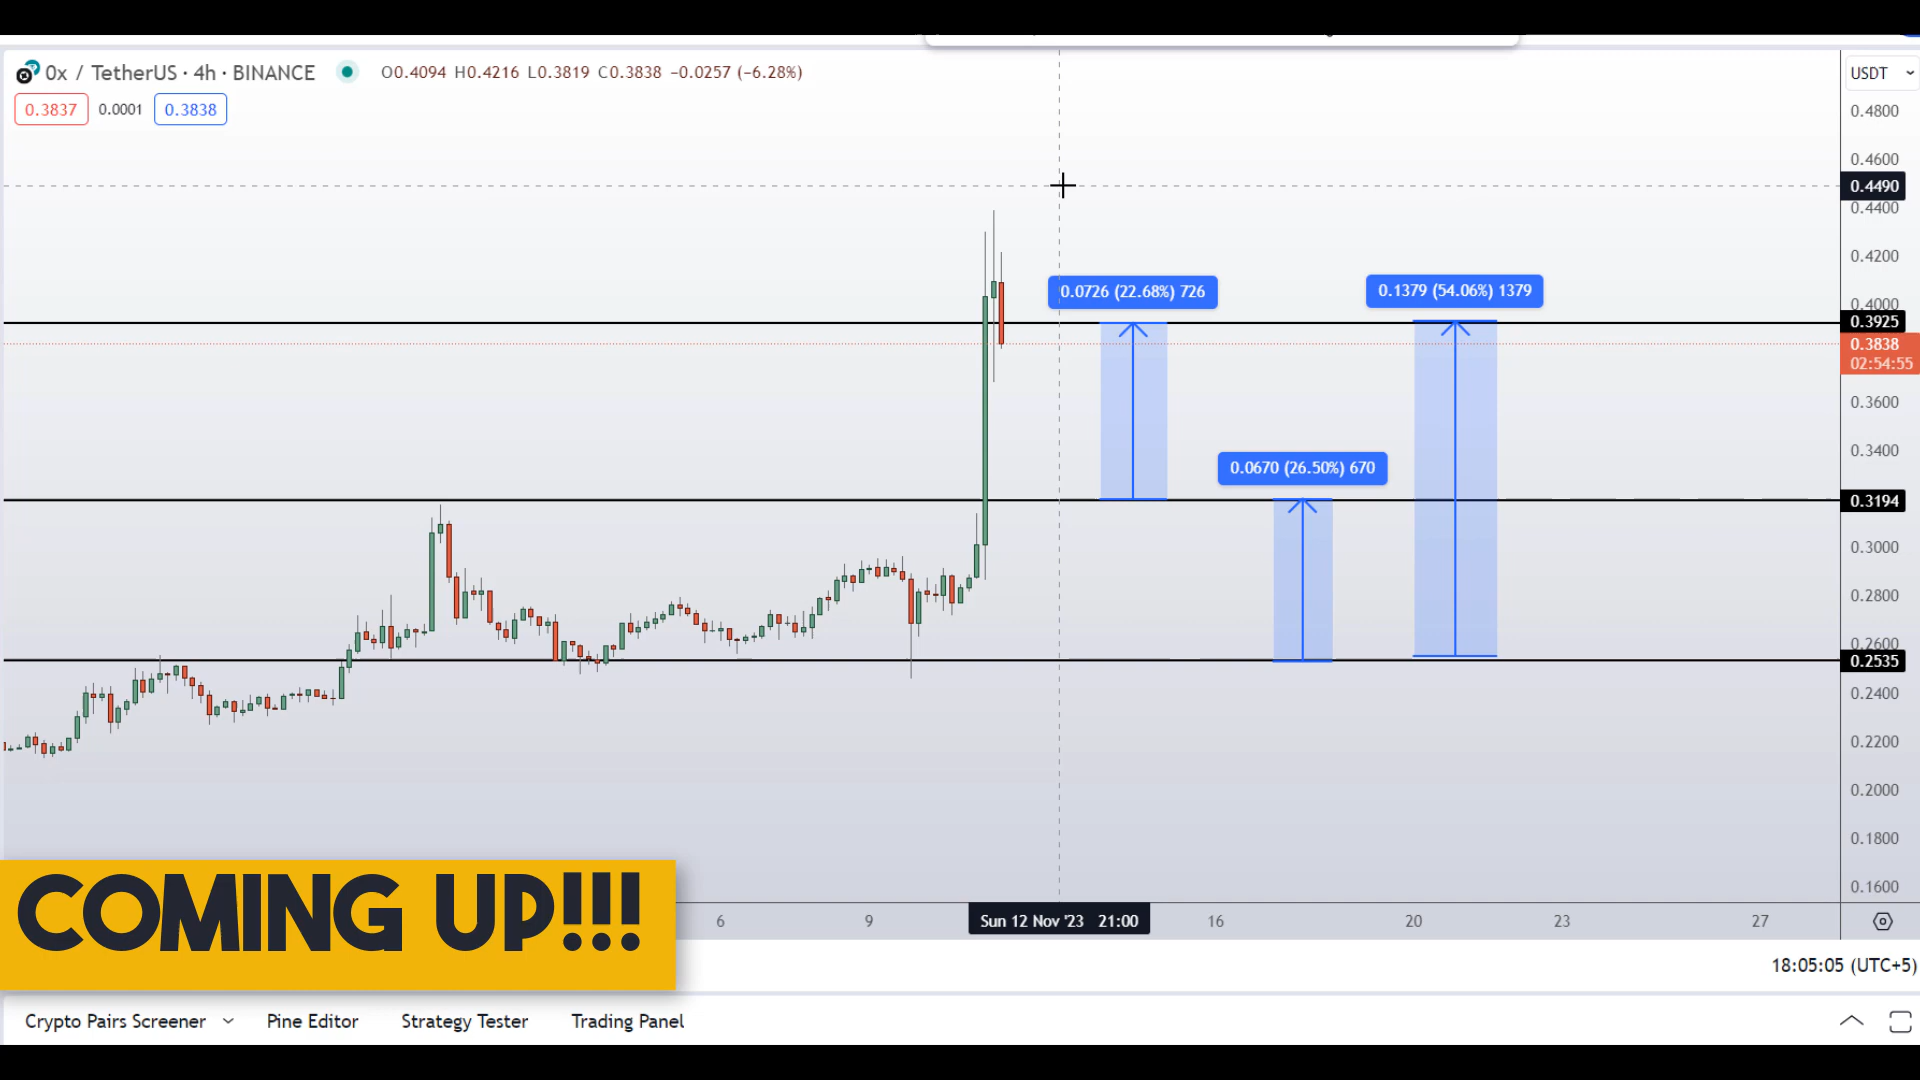 0x / TetherUS · 4h · BINANCE O0.4094 H0.4216 L0.3819 C0.3838 −0.0257 (−6.28%)
USDT
0.3837 0.0001 0.3838
0.4800
0.4600
0.4490
0.4400
0.4200
0.0726 (22.68%) 726
0.1379 (54.06%) 1379
0.4000
0.3925
0.3838
02:54:55
0.3600
0.3400
0.0670 (26.50%) 670
0.3194
0.3000
0.2800
0.2600
0.2535
0.2400
0.2200
0.2000
0.1800
0.1600
COMING UP!!!
6 9 Sun 12 Nov '23 21:00 16 20 23 27
18:05:05 (UTC+5)
Crypto Pairs Screener Pine Editor Strategy Tester Trading Panel